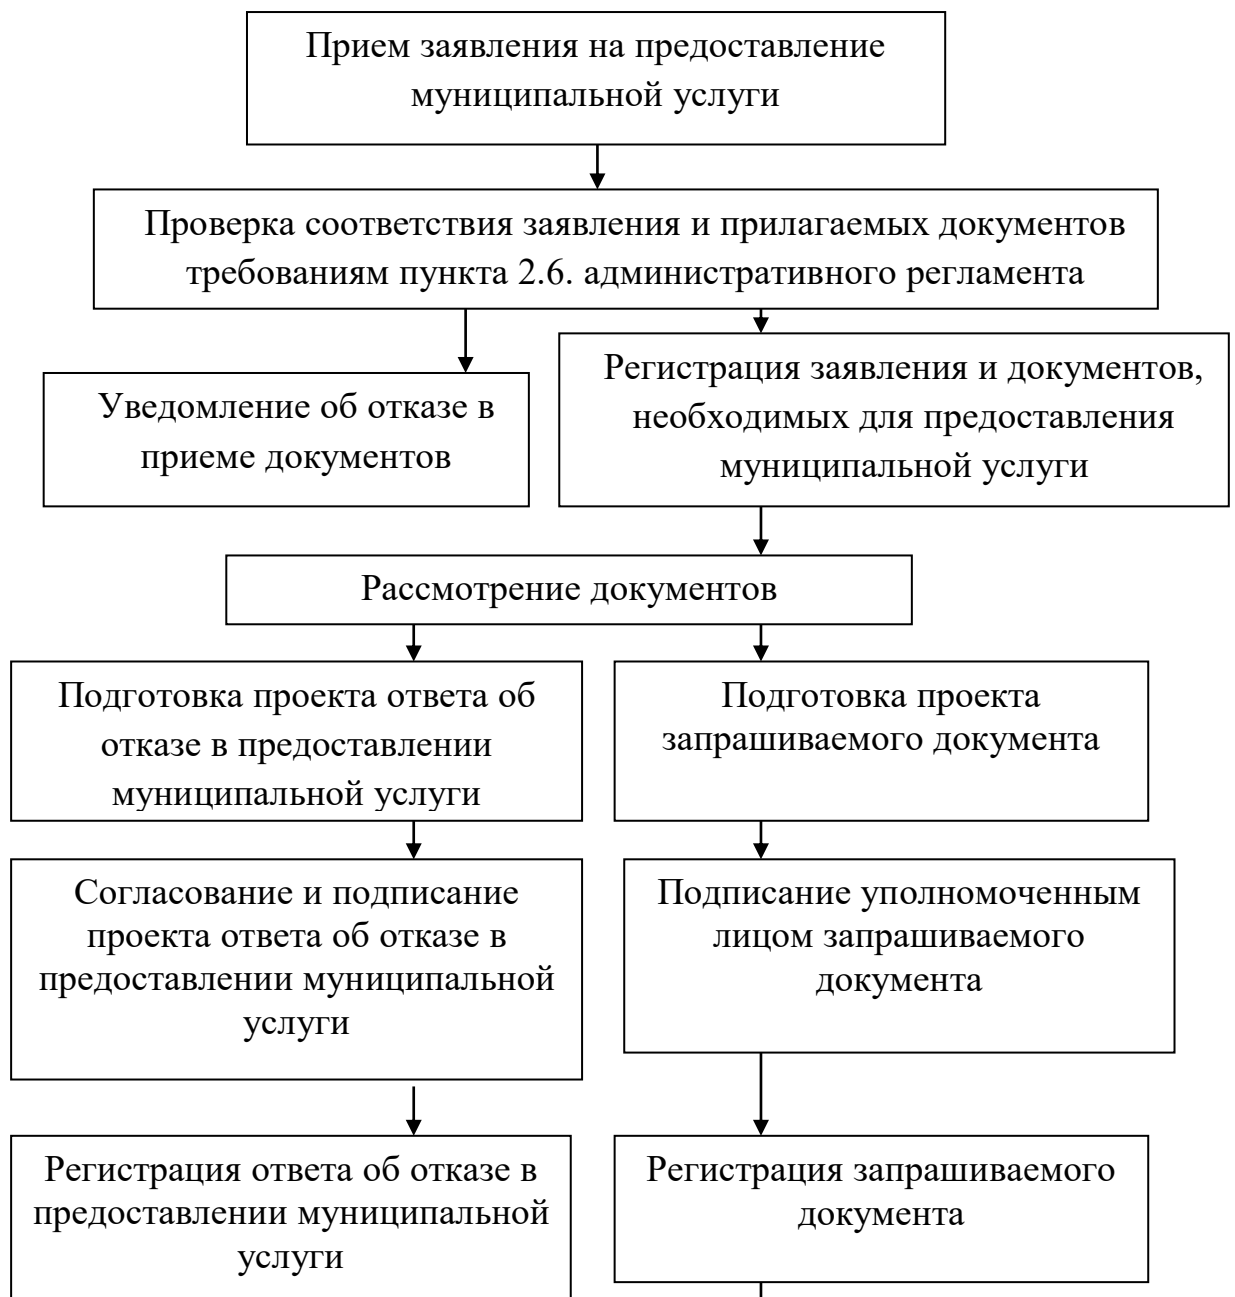 Прием заявления на предоставление
муниципальной услуги
Проверка соответствия заявления и прилагаемых документов
требованиям пункта 2.6. административного регламента
Уведомление об отказе в
приеме документов
Регистрация заявления и документов,
необходимых для предоставления
муниципальной услуги
Рассмотрение документов
Подготовка проекта ответа об
отказе в предоставлении
муниципальной услуги
Подготовка проекта
запрашиваемого документа
Согласование и подписание
проекта ответа об отказе в
предоставлении муниципальной
услуги
Подписание уполномоченным
лицом запрашиваемого
документа
Регистрация ответа об отказе в
предоставлении муниципальной
услуги
Регистрация запрашиваемого
документа